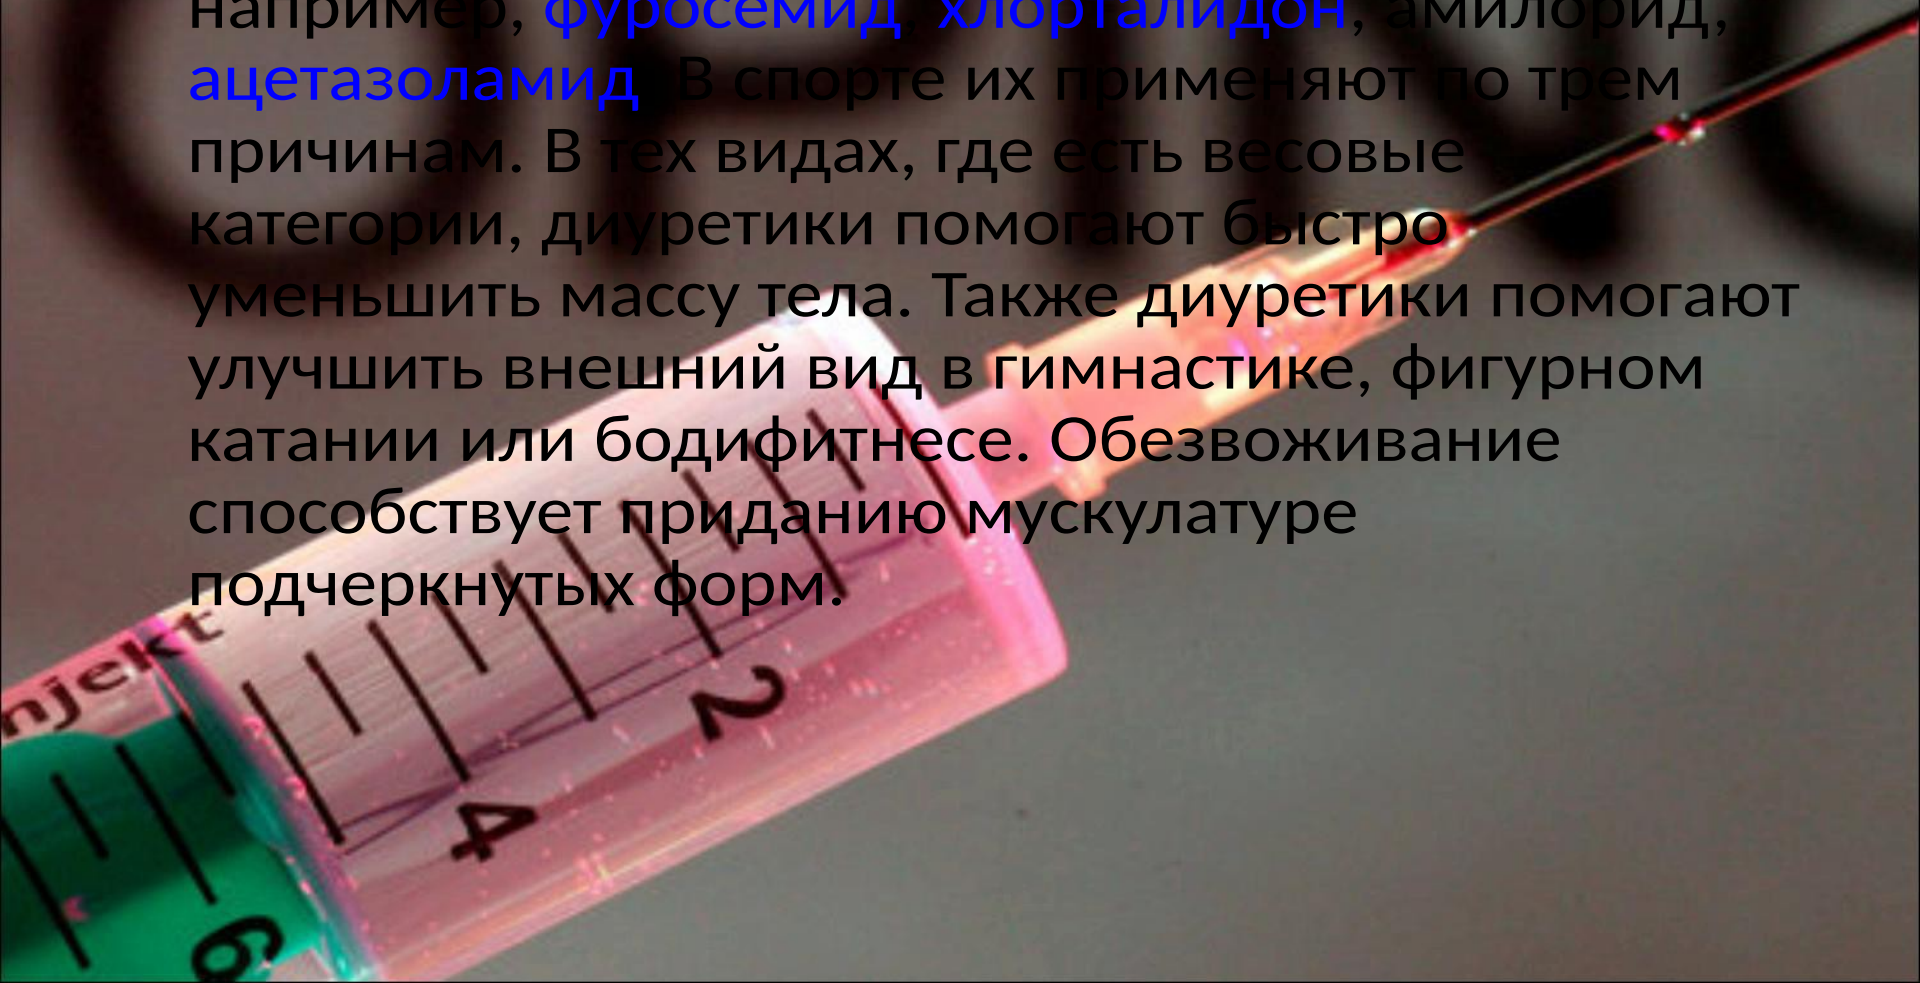 например, фуросемид, хлорталидон, амилорид,
ацетазоламид. В спорте их применяют по трем
причинам. В тех видах, где есть весовые
категории, диуретики помогают быстро
уменьшить массу тела. Также диуретики помогают
улучшить внешний вид в гимнастике, фигурном
катании или бодифитнесе. Обезвоживание
способствует приданию мускулатуре
подчеркнутых форм.
njekt
2
4
6